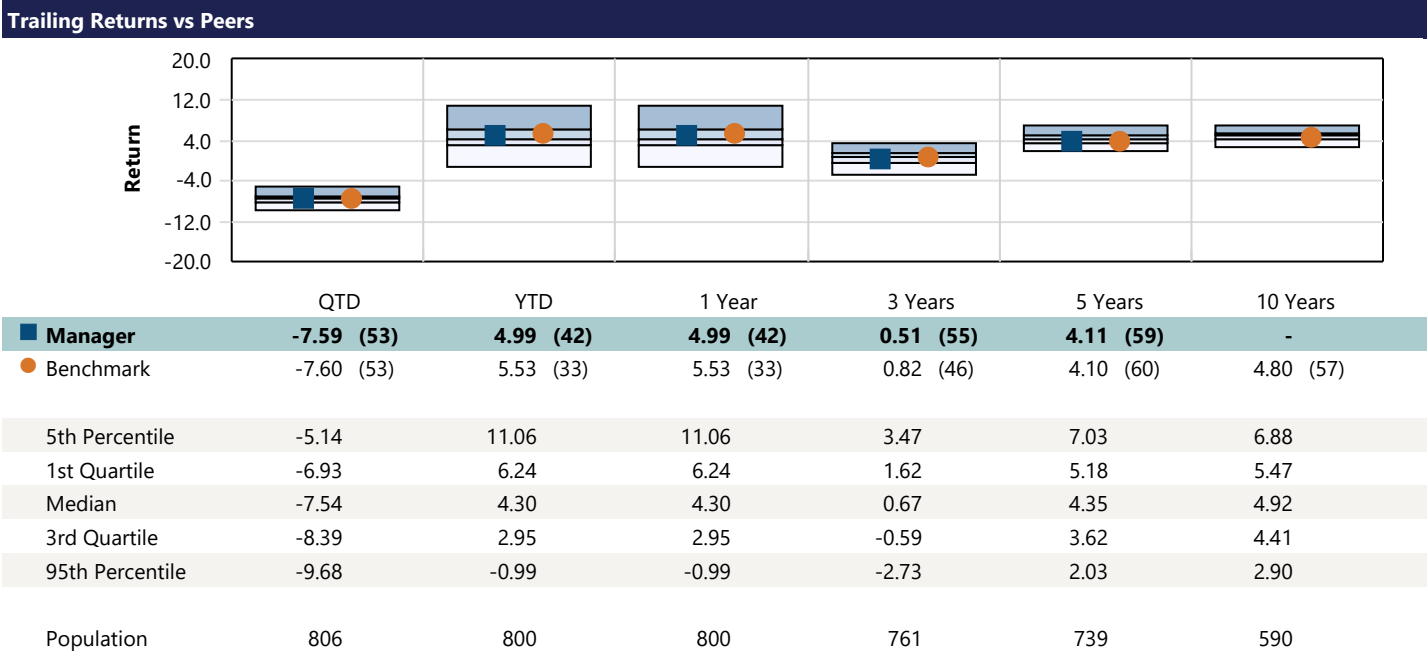 Trailing Returns vs Peers
20.0
12.0
4.0
-4.0
-12.0
-20.0
Return
QTD YTD 1 Year 3 Years 5 Years 10 Years
Manager -7.59 (53) 4.99 (42) 4.99 (42) 0.51 (55) 4.11 (59) -
Benchmark -7.60 (53) 5.53 (33) 5.53 (33) 0.82 (46) 4.10 (60) 4.80 (57)
5th Percentile -5.14 11.06 11.06 3.47 7.03 6.88
1st Quartile -6.93 6.24 6.24 1.62 5.18 5.47
Median -7.54 4.30 4.30 0.67 4.35 4.92
3rd Quartile -8.39 2.95 2.95 -0.59 3.62 4.41
95th Percentile -9.68 -0.99 -0.99 -2.73 2.03 2.90
Population 806 800 800 761 739 590